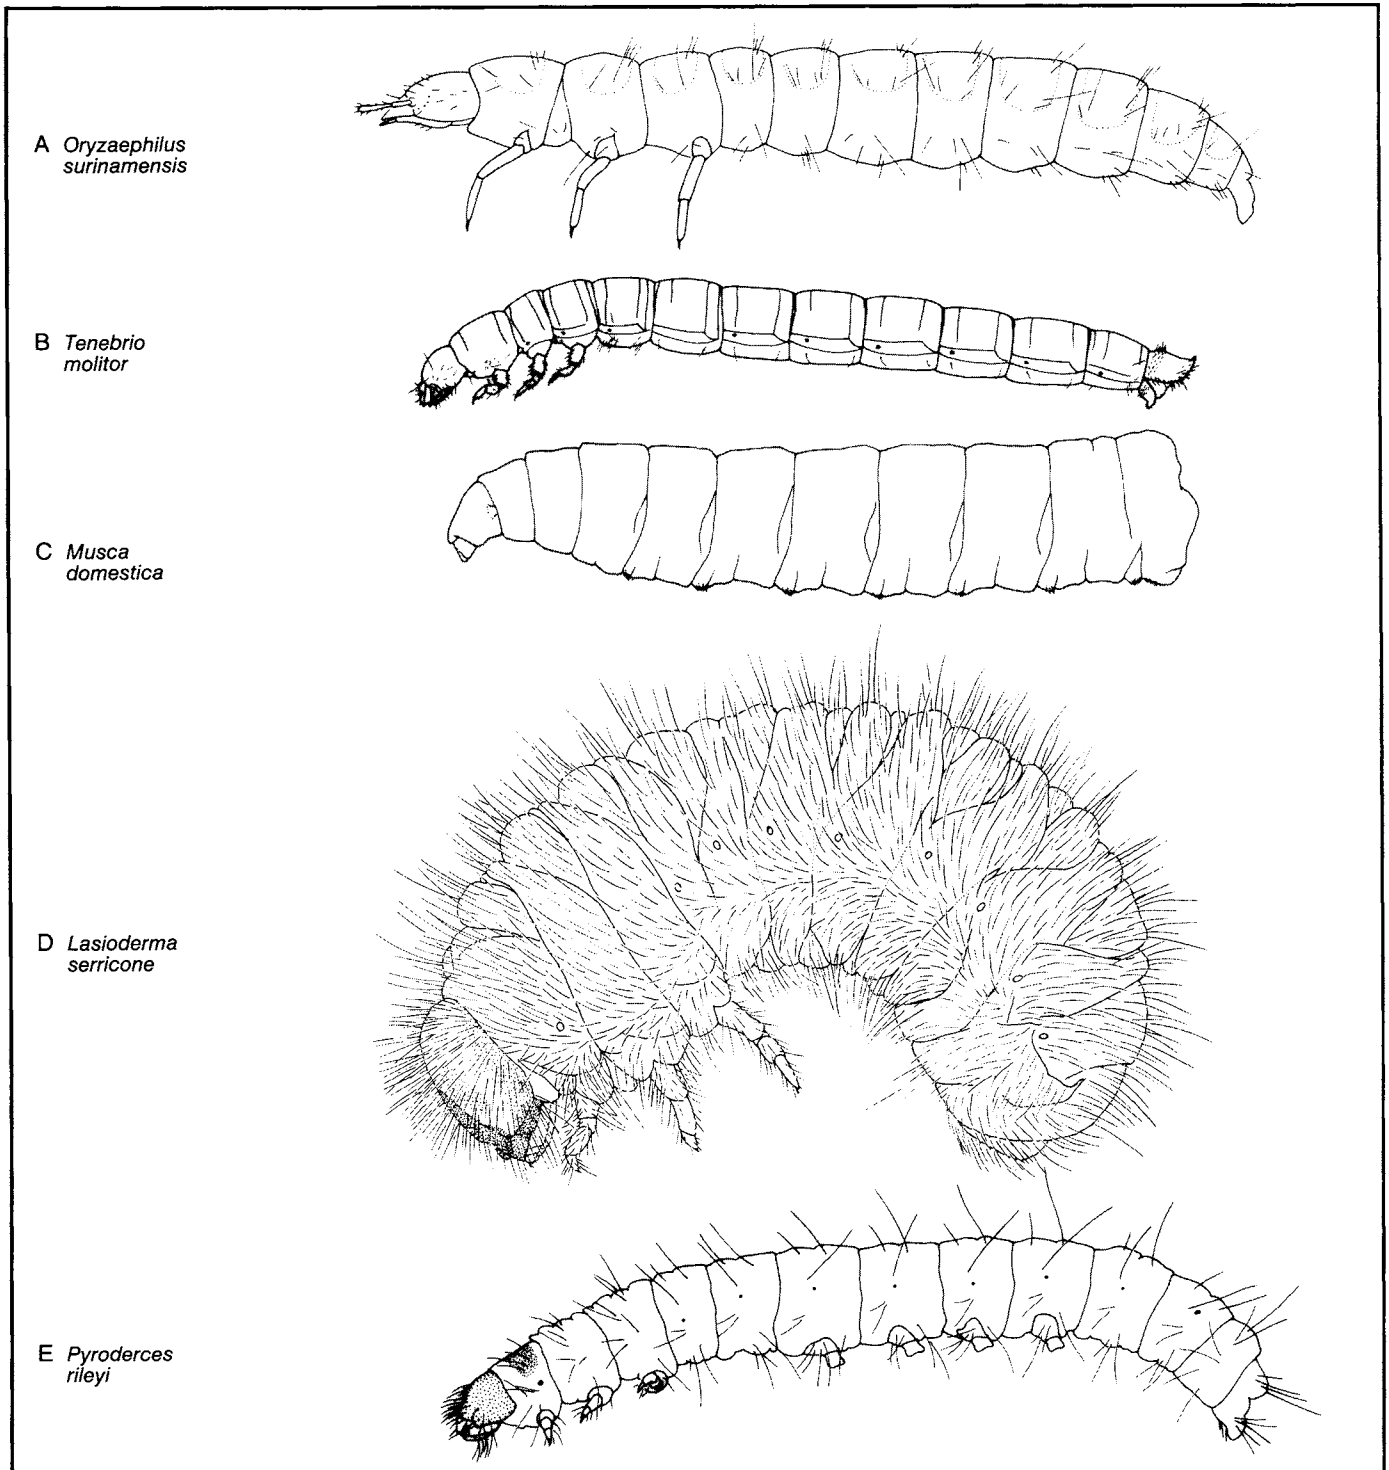 A Oryzaephilus
surinamensis
B Tenebrio
molitor
C Musca
domestica
D Lasioderma
serricone
E Pyroderces
rileyi